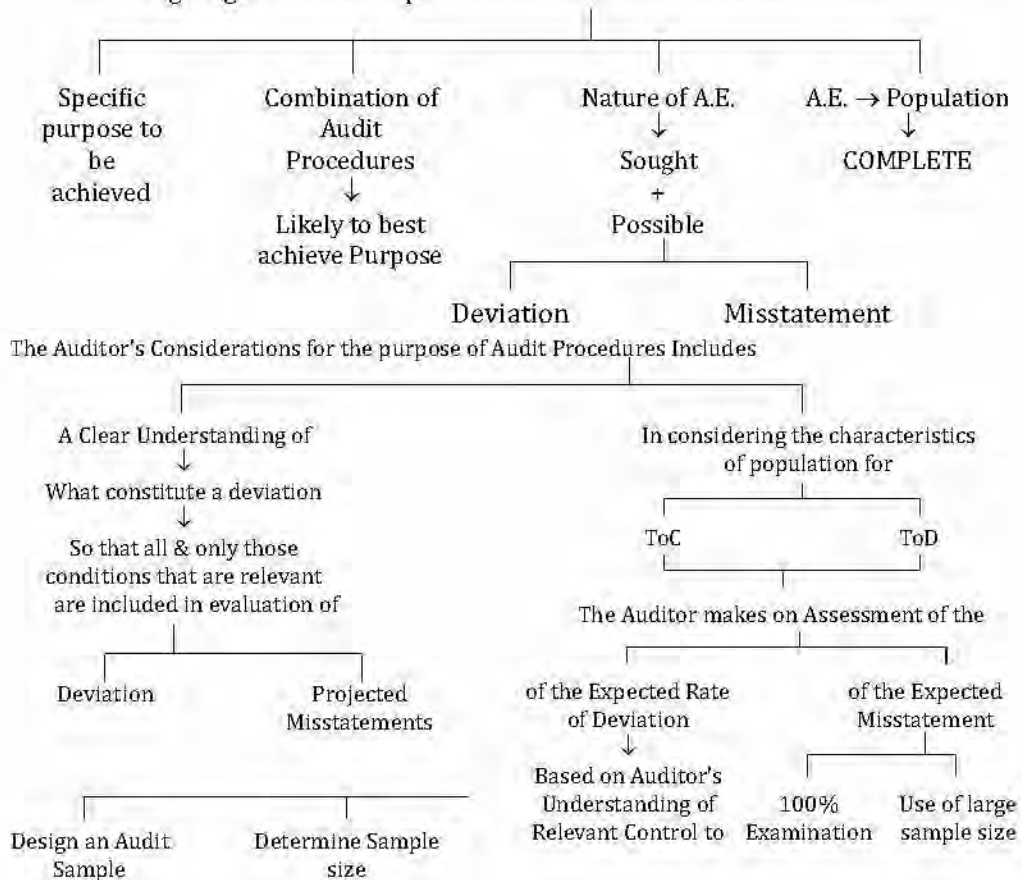 Specific
purpose to
be
achieved
Combination of
Audit
Procedures
↓
Likely to best
achieve Purpose
Nature of A.E.
↓
Sought
+
Possible
A.E. → Population
↓
COMPLETE
Deviation
Misstatement
The Auditor's Considerations for the purpose of Audit Procedures Includes
A Clear Understanding of
↓
What constitute a deviation
↓
So that all & only those
conditions that are relevant
are included in evaluation of
Deviation
Projected
Misstatements
In considering the characteristics
of population for
ToC
ToD
The Auditor makes on Assessment of the
of the Expected Rate
of Deviation
↓
Based on Auditor's
Understanding of
Relevant Control to
of the Expected
Misstatement
100%
Examination
Use of large
sample size
Design an Audit
Sample
Determine Sample
size